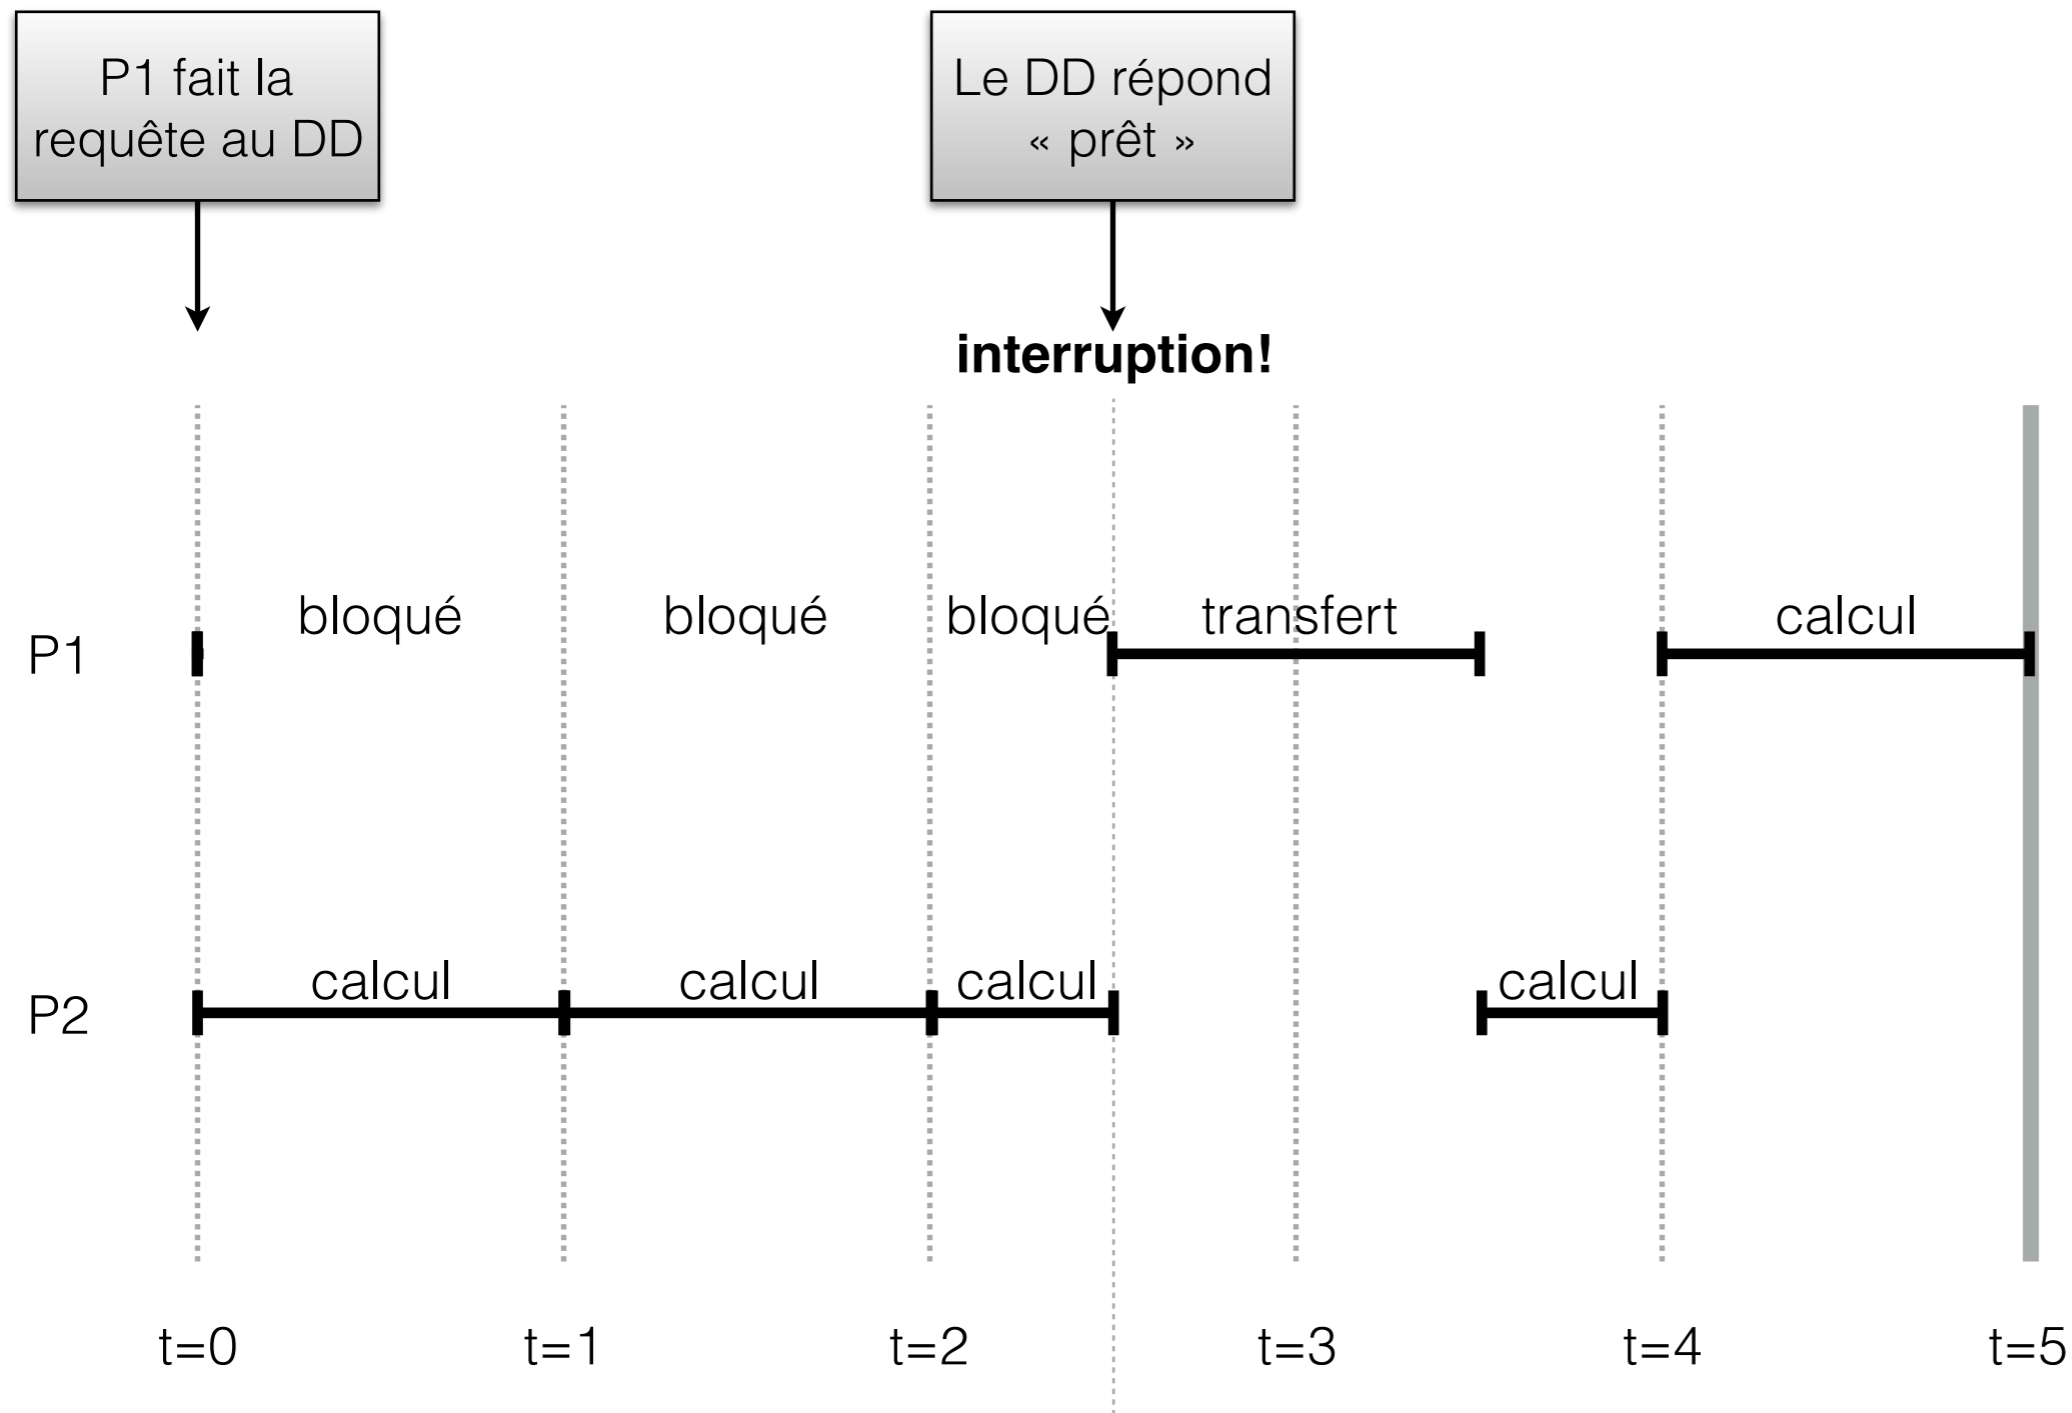 P1 fait la
requête au DD
Le DD répond
« prêt »
interruption!
bloqué
bloqué
bloqué
transfert
calcul
P1
calcul
calcul
calcul
calcul
P2
t=0
t=1
t=2
t=3
t=4
t=5